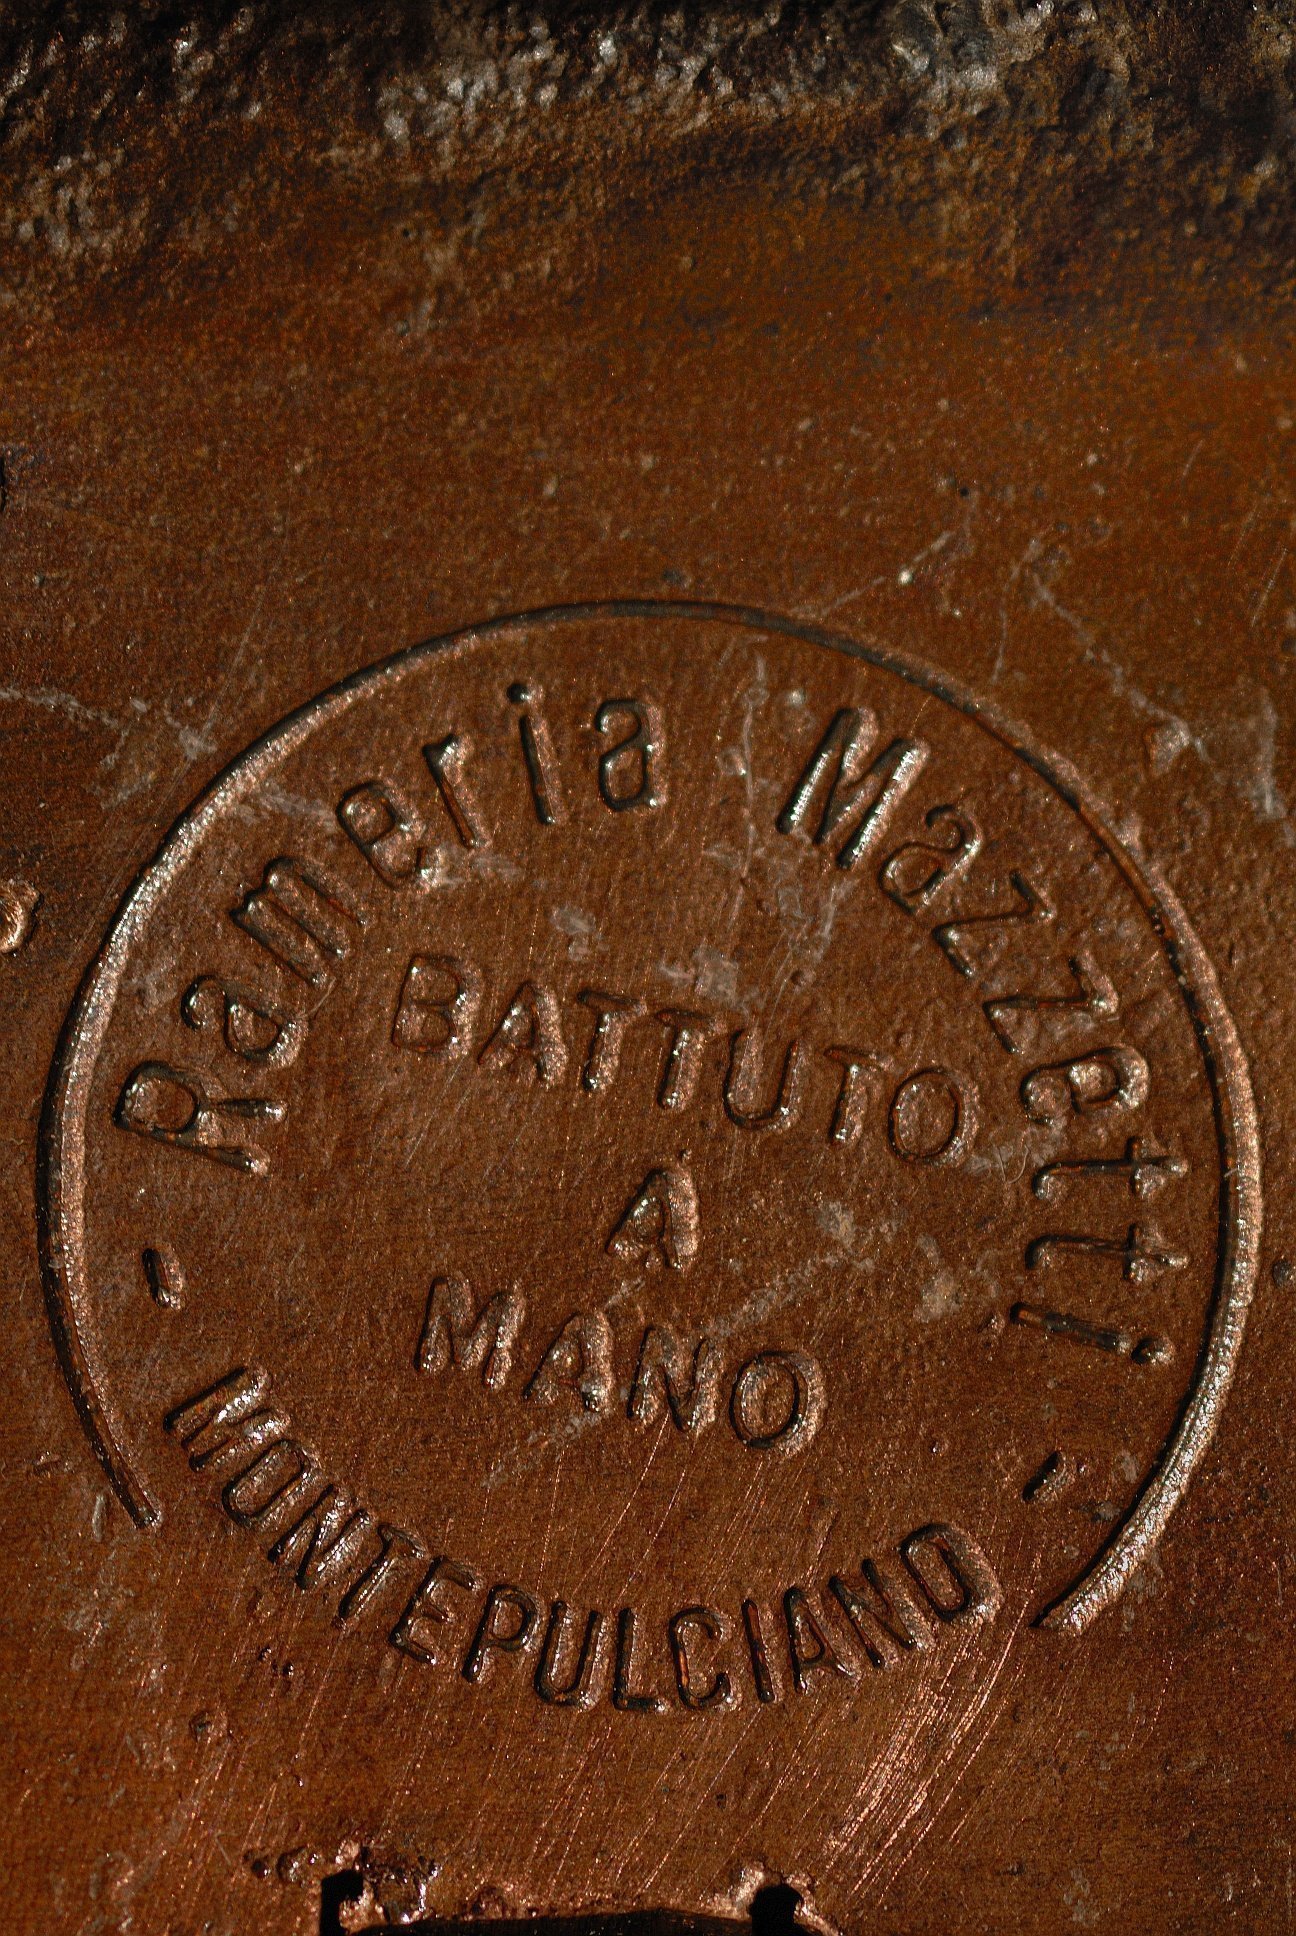 Rameria Mazzetti
BATTUTO
A
MANO
- MONTEPULCIANO -